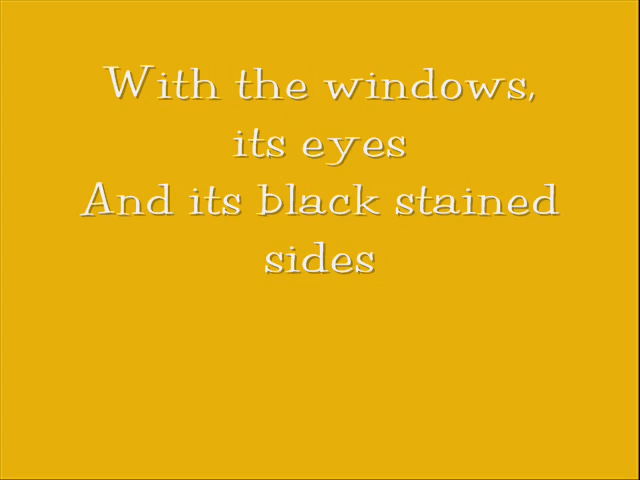 With the windows,
its eyes
And its black stained
sides